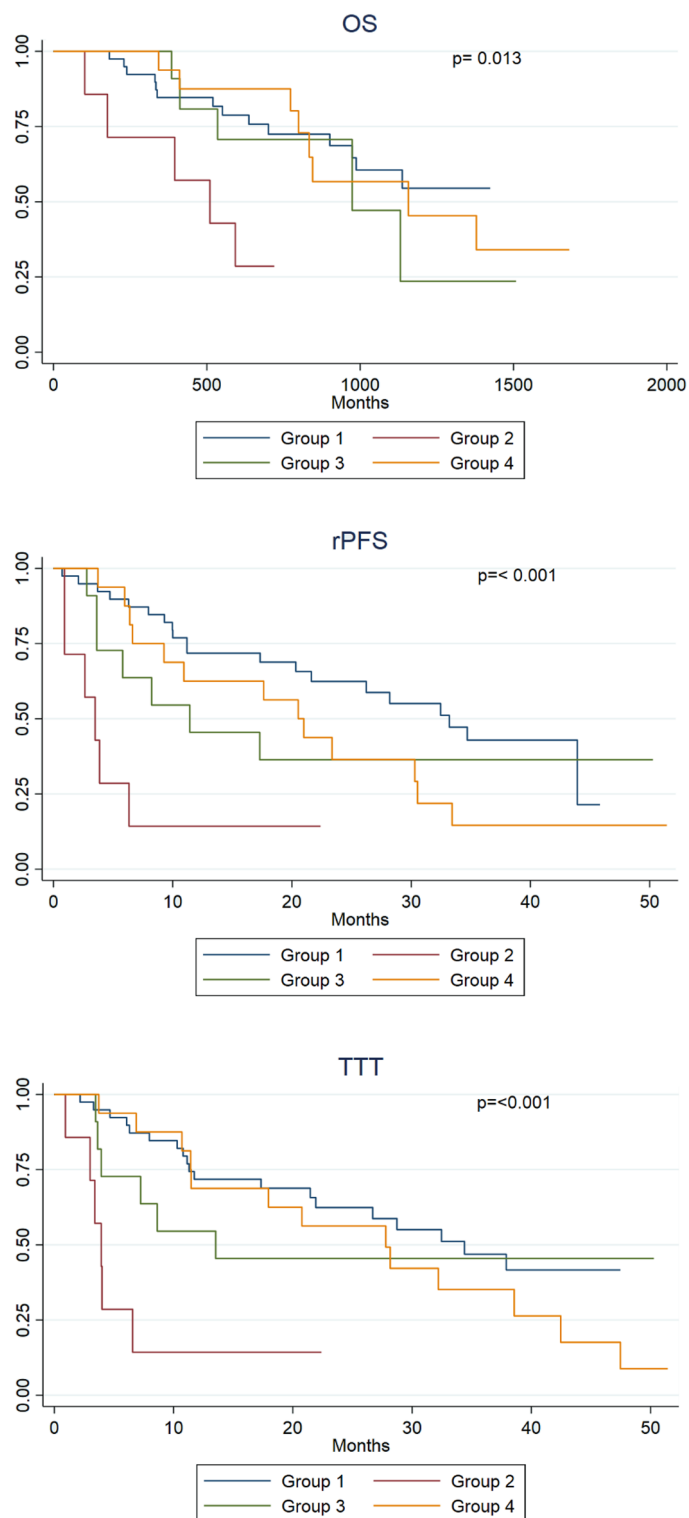 OS
p= 0.013
1.00
0.75
0.50
0.25
0.00
0 500 1000 1500 2000
Months
Group 1 Group 2
Group 3 Group 4
rPFS
p=< 0.001
1.00
0.75
0.50
0.25
0.00
0 10 20 30 40 50
Months
Group 1 Group 2
Group 3 Group 4
TTT
p=<0.001
1.00
0.75
0.50
0.25
0.00
0 10 20 30 40 50
Months
Group 1 Group 2
Group 3 Group 4